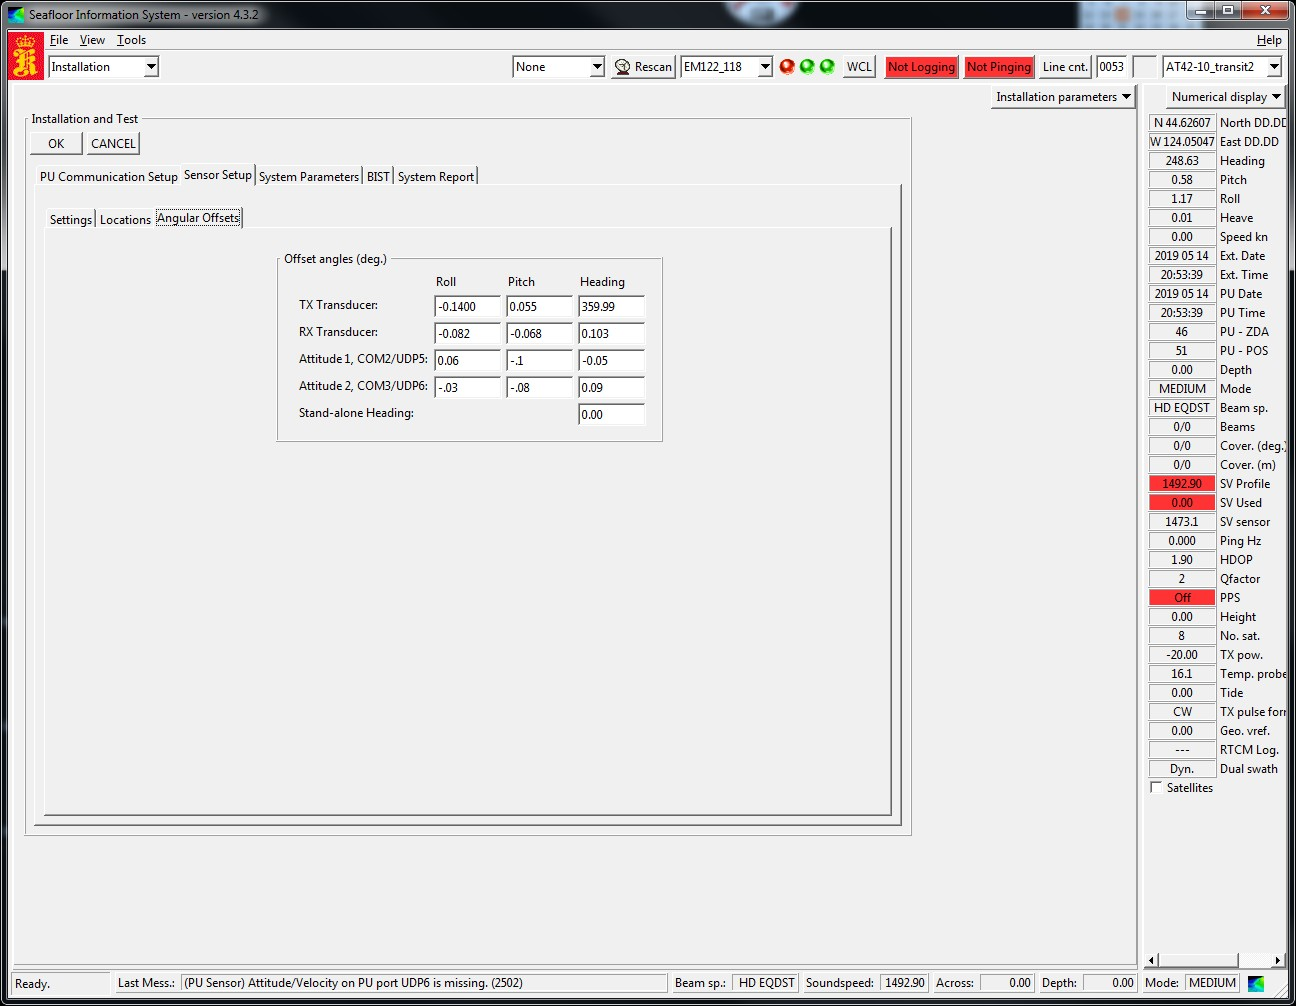 Seafloor Information System - version 4.3.2
File View Tools Help
Installation None Rescan EM122_118 WCL Not Logging Not Pinging Line cnt. 0053 AT42-10_transit2
Installation parameters Numerical display
Installation and Test
OK CANCEL
PU Communication Setup Sensor Setup System Parameters BIST System Report
Settings Locations Angular Offsets
Offset angles (deg.)
Roll Pitch Heading
TX Transducer: -0.1400 0.055 359.99
RX Transducer: -0.082 -0.068 0.103
Attitude 1, COM2/UDP5: 0.06 -.1 -0.05
Attitude 2, COM3/UDP6: -.03 -.08 0.09
Stand-alone Heading: 0.00
N 44.62607 North DD.DD
W 124.05047 East DD.DD
248.63 Heading
0.58 Pitch
1.17 Roll
0.01 Heave
0.00 Speed kn
2019 05 14 Ext. Date
20:53:39 Ext. Time
2019 05 14 PU Date
20:53:39 PU Time
46 PU - ZDA
51 PU - POS
0.00 Depth
MEDIUM Mode
HD EQDST Beam sp.
0/0 Beams
0/0 Cover. (deg.)
0/0 Cover. (m)
1492.90 SV Profile
0.00 SV Used
1473.1 SV sensor
0.000 Ping Hz
1.90 HDOP
2 Qfactor
Off PPS
0.00 Height
8 No. sat.
-20.00 TX pow.
16.1 Temp. probe
0.00 Tide
CW TX pulse for
0.00 Geo. vref.
--- RTCM Log.
Dyn. Dual swath
Satellites
Ready. Last Mess.: (PU Sensor) Attitude/Velocity on PU port UDP6 is missing. (2502) Beam sp.: HD EQDST Soundspeed: 1492.90 Across: 0.00 Depth: 0.00 Mode: MEDIUM